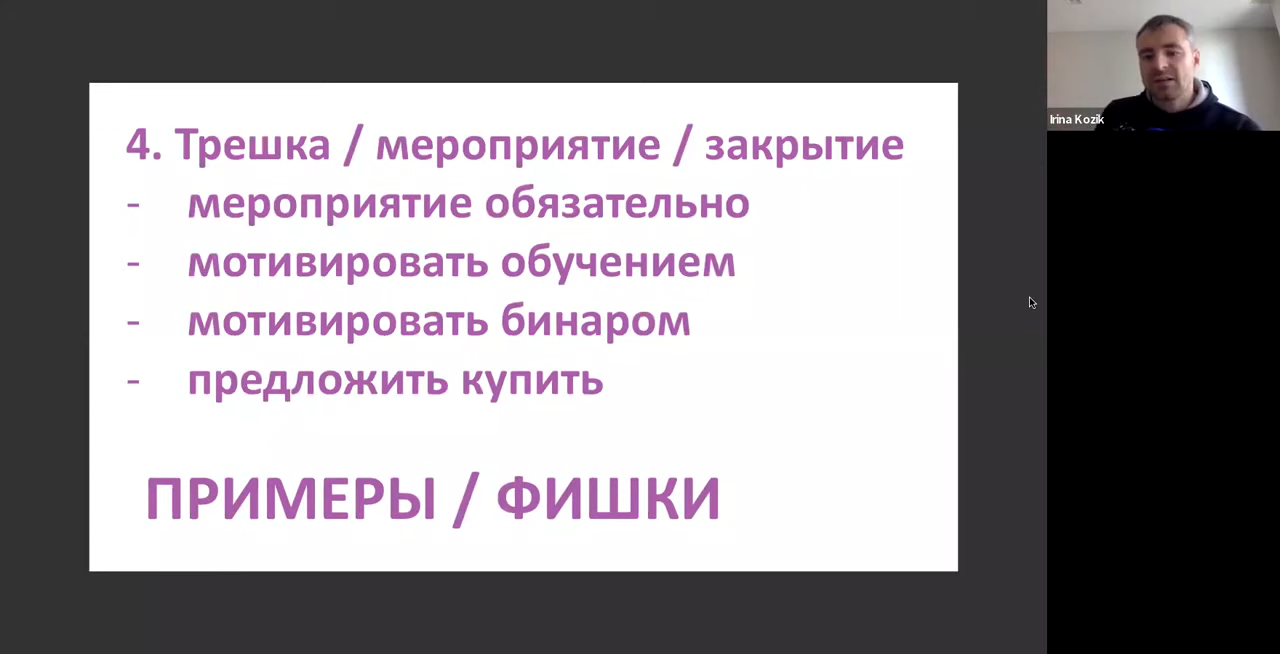 4. Трешка / мероприятие / закрытие
- мероприятие обязательно
- мотивировать обучением
- мотивировать бинаром
- предложить купить
ПРИМЕРЫ / ФИШКИ
Irina Kozik